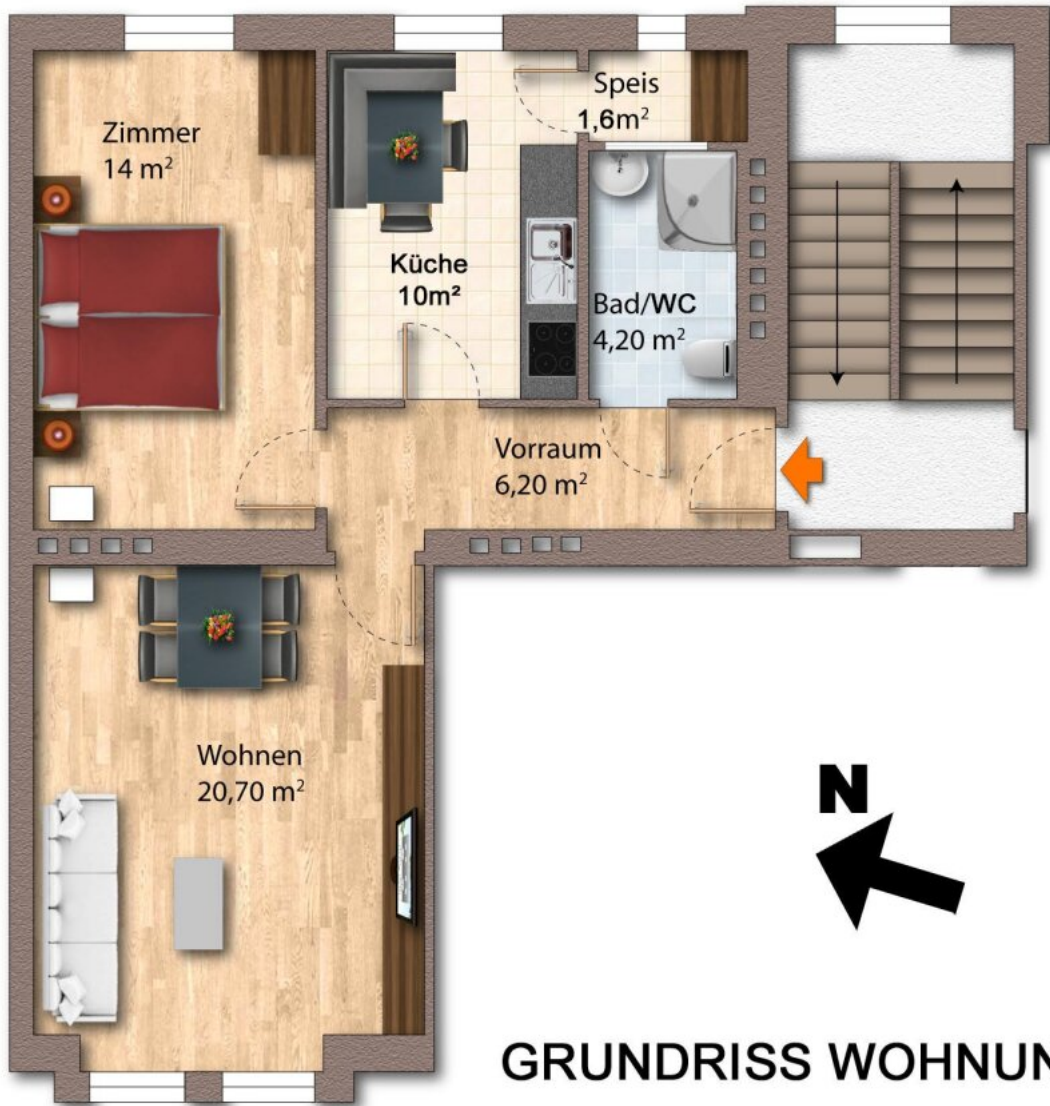 Zimmer
14 m²
Speis
1,6m²
Küche
10m²
Bad/WC
4,20 m²
Vorraum
6,20 m²
Wohnen
20,70 m²
N
GRUNDRISS WOHNUN